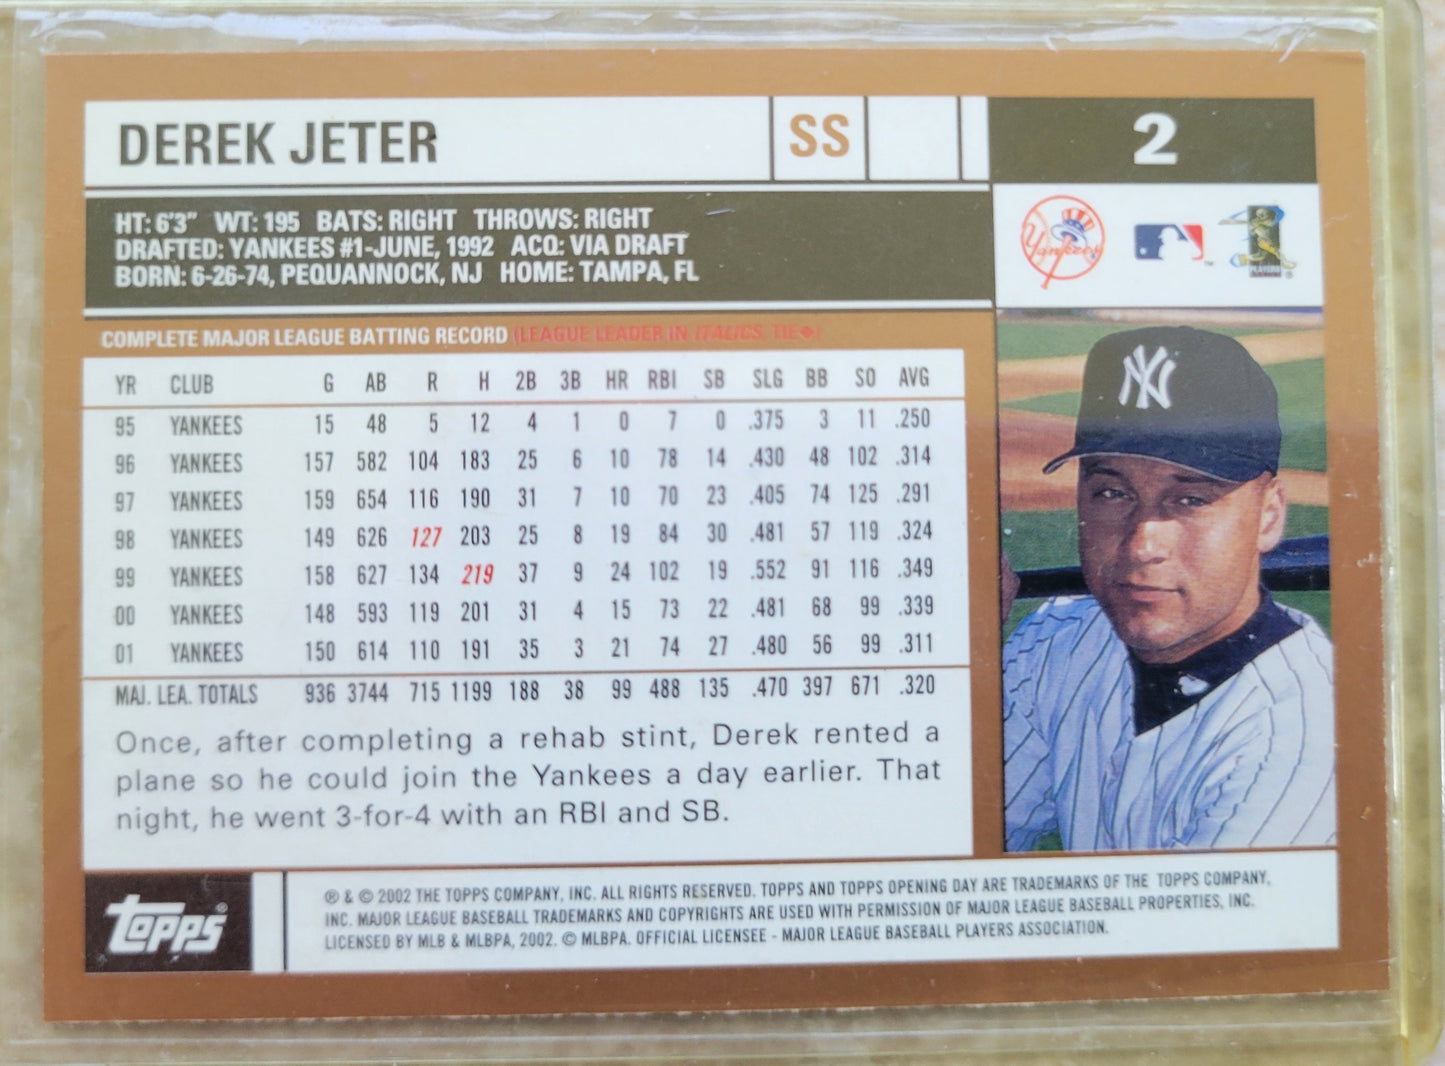 DEREK JETER SS 2
HT: 6'3" WT: 195 BATS: RIGHT THROWS: RIGHT
DRAFTED: YANKEES #1-JUNE, 1992 ACQ: VIA DRAFT
BORN: 6-26-74, PEQUANNOCK, NJ HOME: TAMPA, FL
Yankees
™
PLAYERS
®
COMPLETE MAJOR LEAGUE BATTING RECORD (LEAGUE LEADER IN ITALICS, TIE◆)
YR CLUB G AB R H 2B 3B HR RBI SB SLG BB SO AVG
95 YANKEES 15 48 5 12 4 1 0 7 0 .375 3 11 .250
96 YANKEES 157 582 104 183 25 6 10 78 14 .430 48 102 .314
97 YANKEES 159 654 116 190 31 7 10 70 23 .405 74 125 .291
98 YANKEES 149 626 127 203 25 8 19 84 30 .481 57 119 .324
99 YANKEES 158 627 134 219 37 9 24 102 19 .552 91 116 .349
00 YANKEES 148 593 119 201 31 4 15 73 22 .481 68 99 .339
01 YANKEES 150 614 110 191 35 3 21 74 27 .480 56 99 .311
MAJ. LEA. TOTALS 936 3744 715 1199 188 38 99 488 135 .470 397 671 .320
NY
Once, after completing a rehab stint, Derek rented a
plane so he could join the Yankees a day earlier. That
night, he went 3-for-4 with an RBI and SB.
topps®
® & © 2002 THE TOPPS COMPANY, INC. ALL RIGHTS RESERVED. TOPPS AND TOPPS OPENING DAY ARE TRADEMARKS OF THE TOPPS COMPANY,
INC. MAJOR LEAGUE BASEBALL TRADEMARKS AND COPYRIGHTS ARE USED WITH PERMISSION OF MAJOR LEAGUE BASEBALL PROPERTIES, INC.
LICENSED BY MLB & MLBPA, 2002. © MLBPA. OFFICIAL LICENSEE - MAJOR LEAGUE BASEBALL PLAYERS ASSOCIATION.